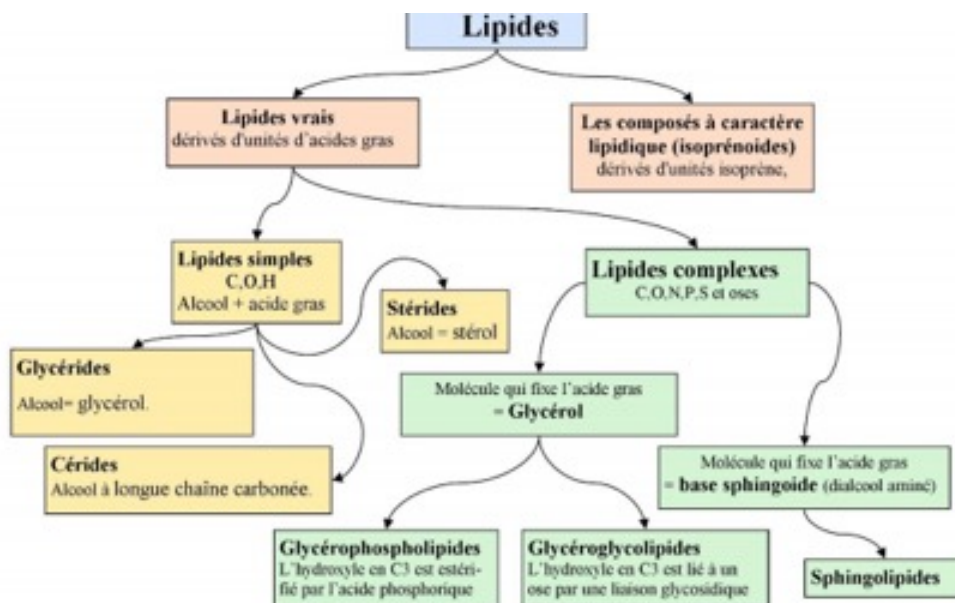 Lipides
Lipides vrais
dérivés d'unités d'acides gras
Les composés à caractère
lipidique (isoprénoides)
dérivés d'unités isoprène,
Lipides simples
C,O,H
Alcool + acide gras
Stérides
Alcool = stérol
Lipides complexes
C,O,N,P,S et oses
Glycérides
Alcool= glycérol.
Cérides
Alcool à longue chaîne carbonée.
Molécule qui fixe l'acide gras
= Glycérol
Molécule qui fixe l'acide gras
= base sphingoide (dialcool aminé)
Glycérophospholipides
L'hydroxyle en C3 est estéri-
fié par l'acide phosphorique
Glycéroglycolipides
L'hydroxyle en C3 est lié à un
ose par une liaison glycosidique
Sphingolipides